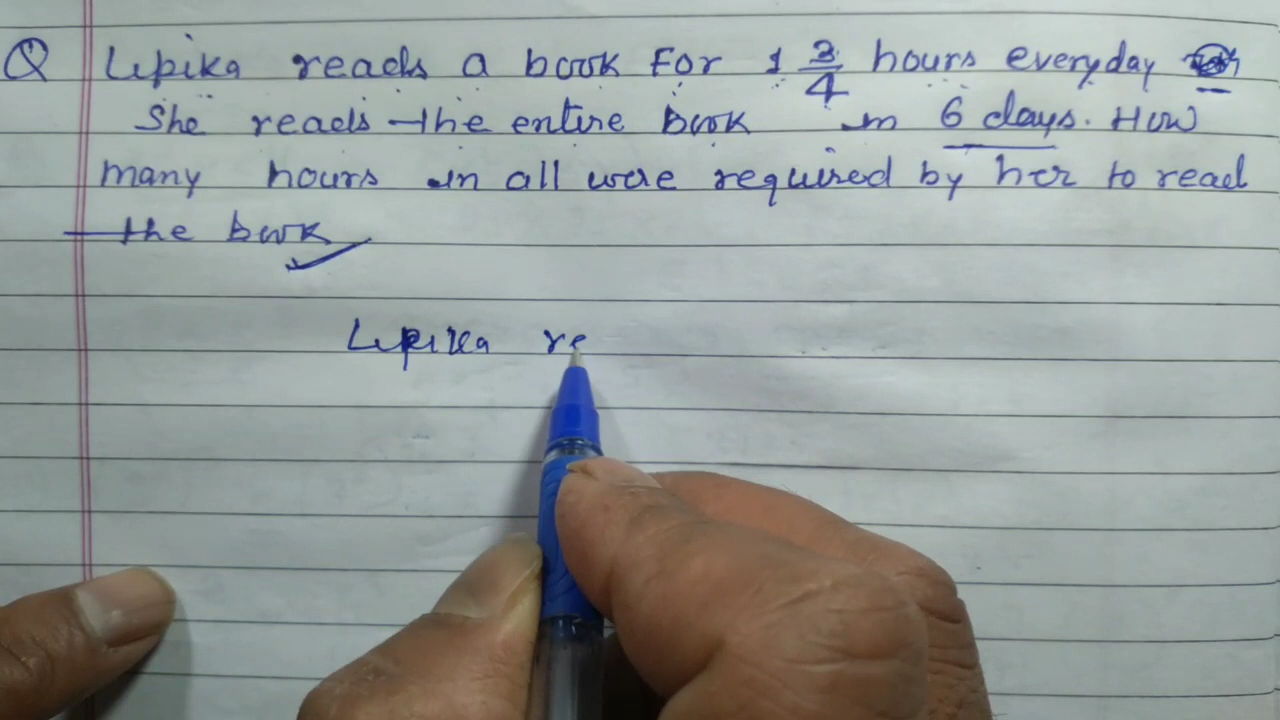 Q Lipika reads a book For 1 3/4 hours everyday
She reads the entire book in 6 days. How
many hours in all were required by her to read
the book
Lipika re